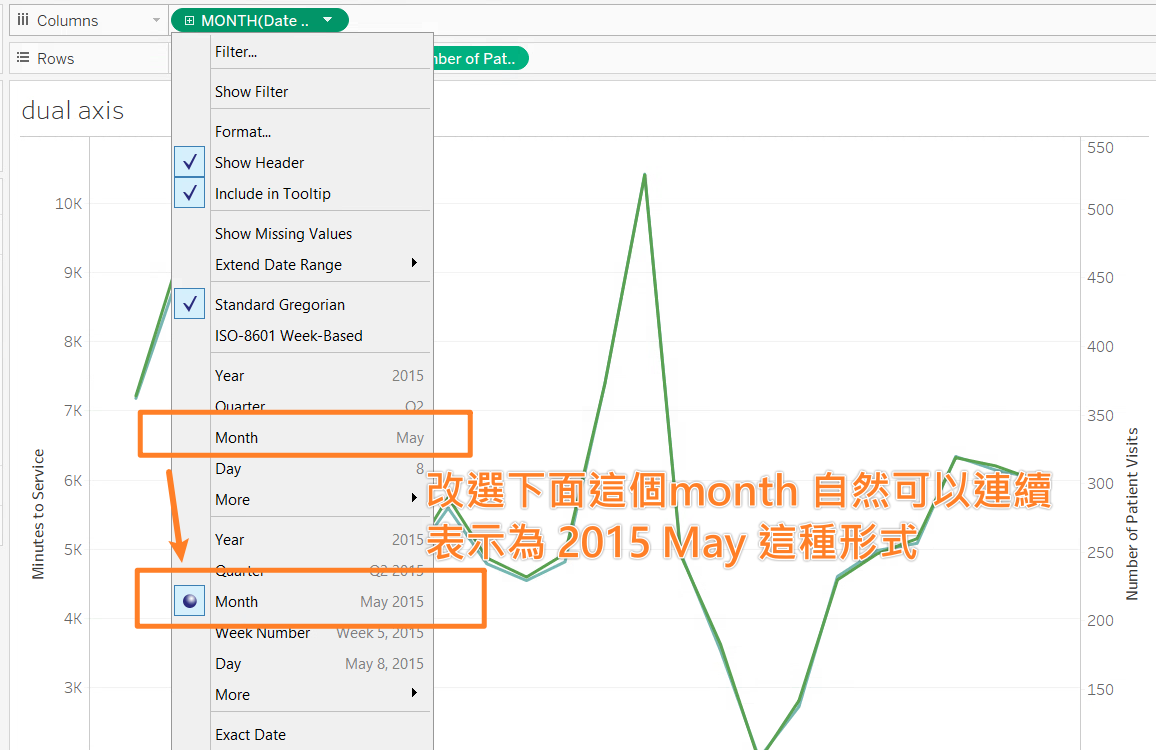 Columns
MONTH(Date ..
Rows
nber of Pat..
dual axis
Filter...
Show Filter
Format...
Show Header
Include in Tooltip
Show Missing Values
Extend Date Range
Standard Gregorian
ISO-8601 Week-Based
Year 2015
Quarter Q2
Month May
Day 8
More
Year 2015
Quarter Q2 2015
Month May 2015
Week Number Week 5, 2015
Day May 8, 2015
More
Exact Date
改選下面這個month 自然可以連續
表示為 2015 May 這種形式
Minutes to Service
10K
9K
8K
7K
6K
5K
4K
3K
550
500
450
400
350
300
250
200
150
Number of Patient Visits